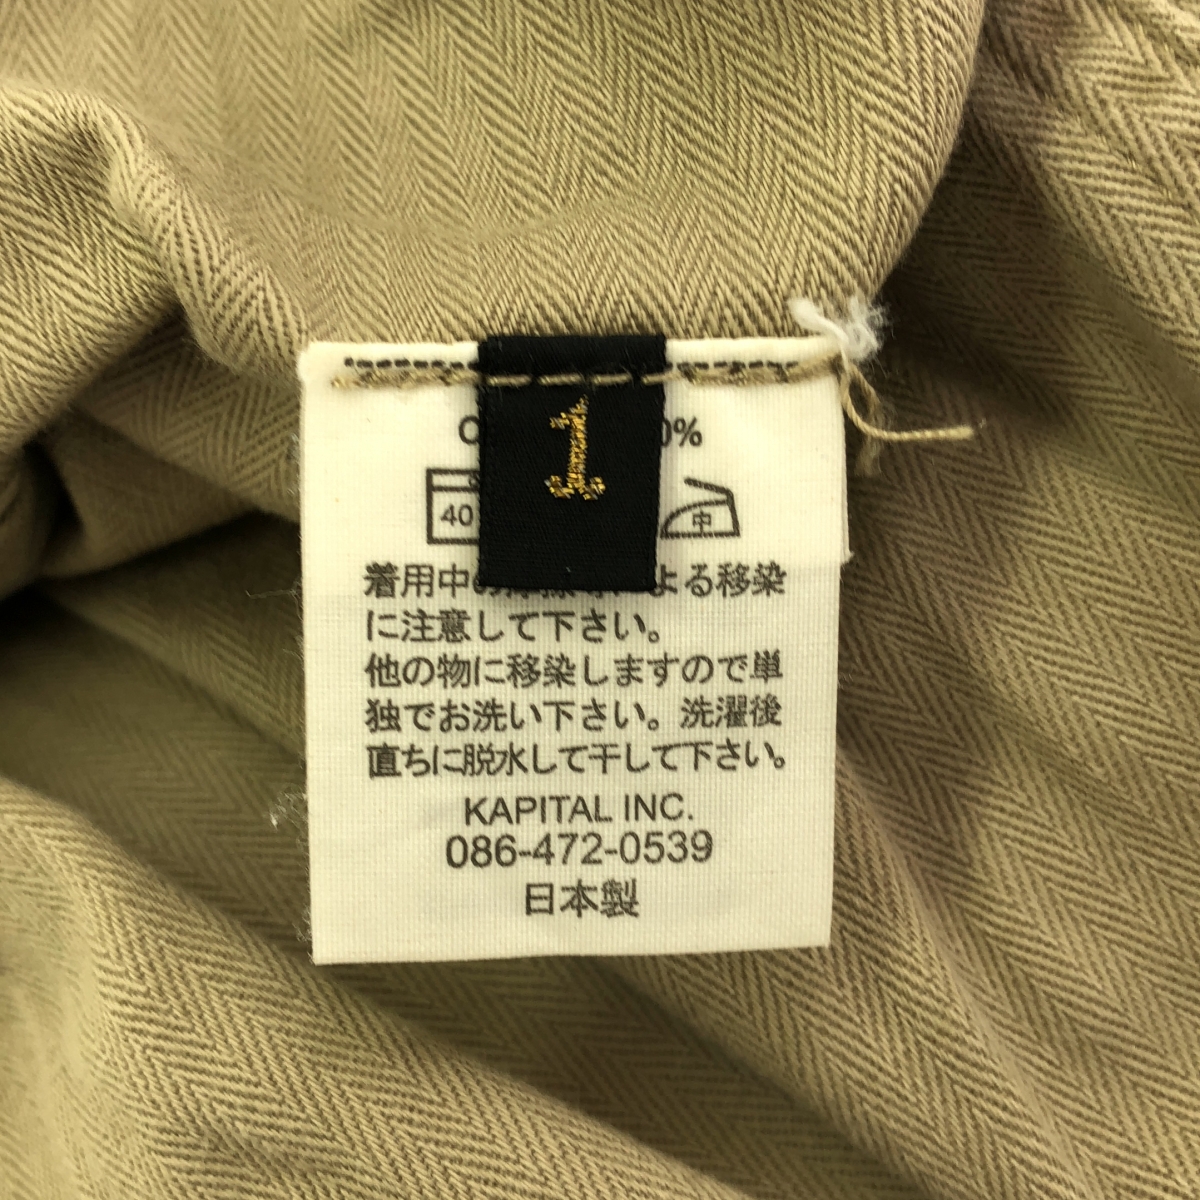 1
0%
40
中
着用中 よる移染
に注意して下さい。
他の物に移染しますので単
独でお洗い下さい。洗濯後
直ちに脱水して干して下さい。
KAPITAL INC.
086-472-0539
日本製